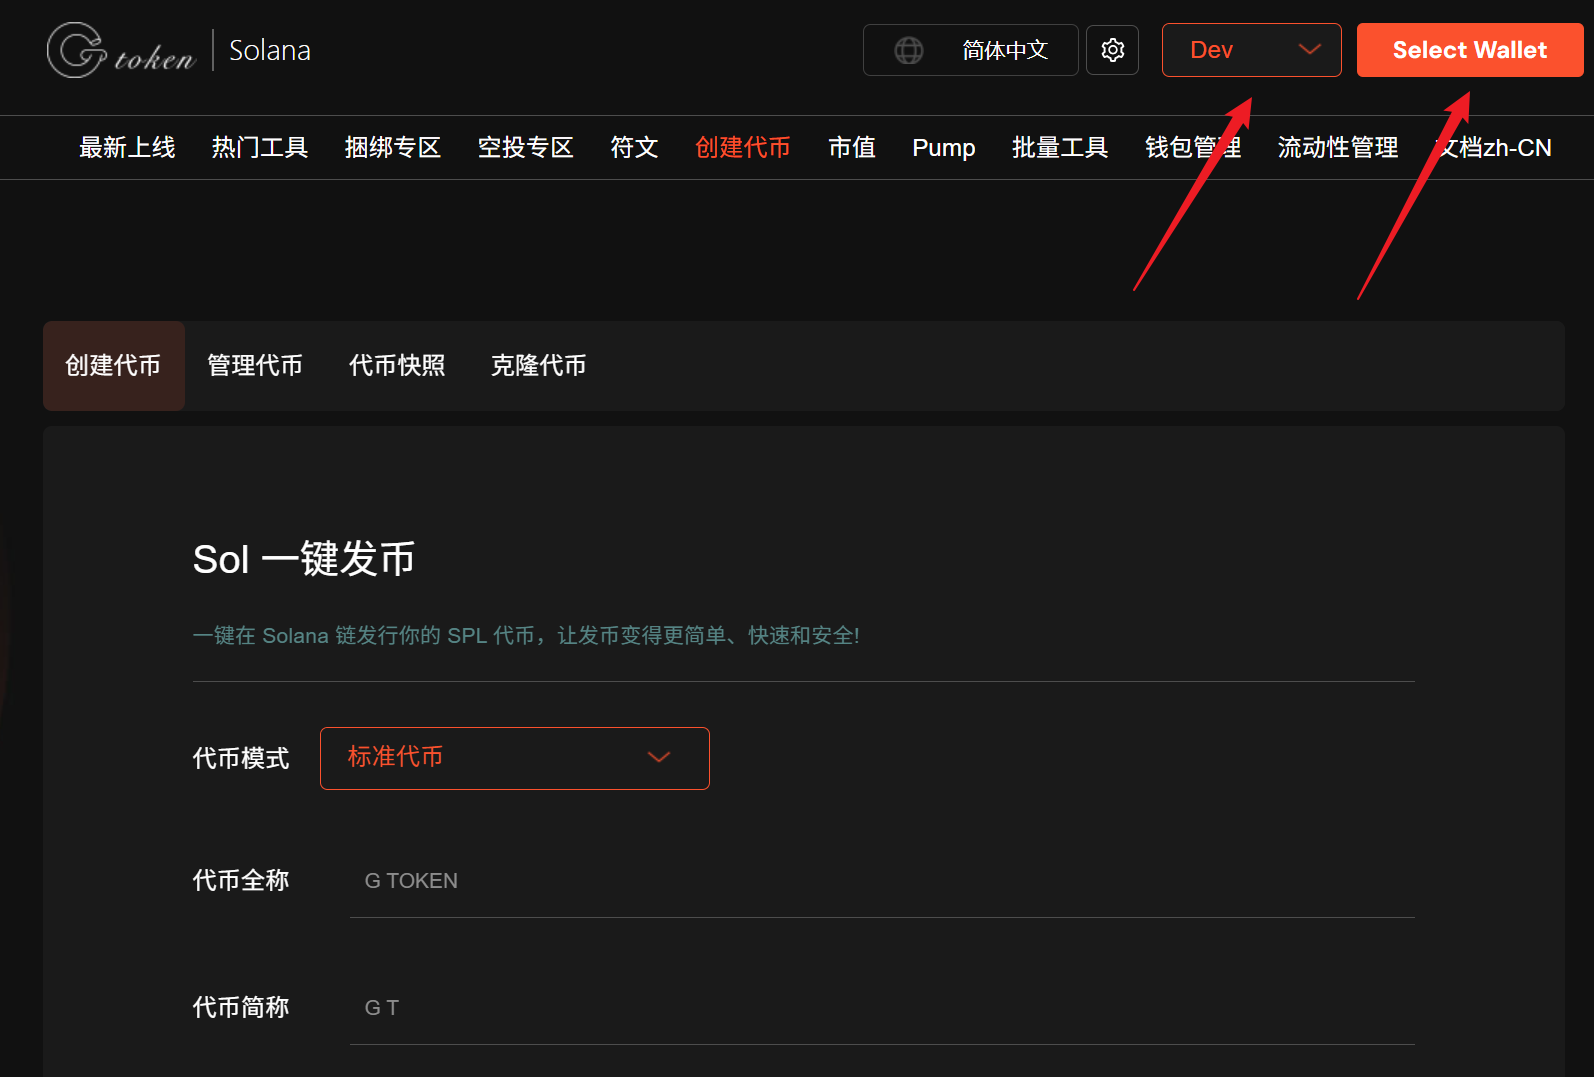 G token | Solana
简体中文
Dev
Select Wallet
最新上线 热门工具 捆绑专区 空投专区 符文 创建代币 市值 Pump 批量工具 钱包管理 流动性管理 文档zh-CN
创建代币 管理代币 代币快照 克隆代币
Sol 一键发币
一键在 Solana 链发行你的 SPL 代币，让发币变得更简单、快速和安全!
代币模式 标准代币
代币全称 G TOKEN
代币简称 G T